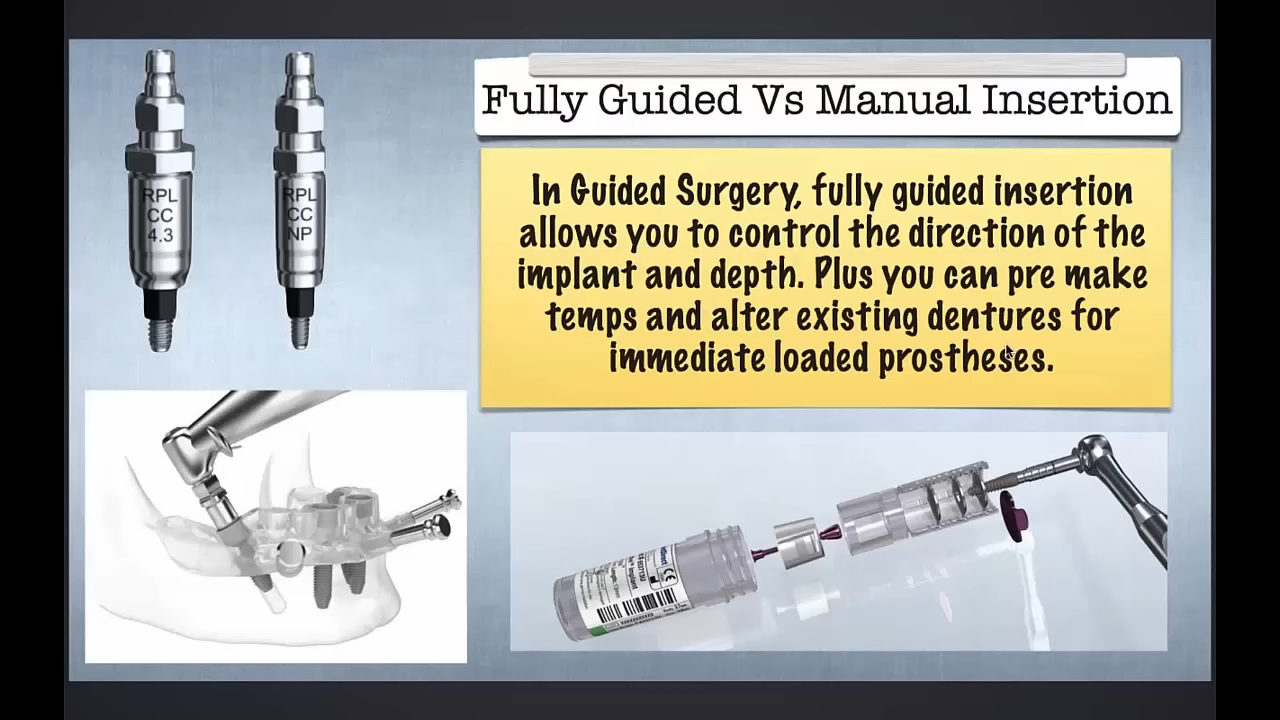 Fully Guided Vs Manual Insertion
RPL
CC
4.3
RPL
CC
NP
In Guided Surgery, fully guided insertion
allows you to control the direction of the
implant and depth. Plus you can pre make
temps and alter existing dentures for
immediate loaded prostheses.
Implant
CE